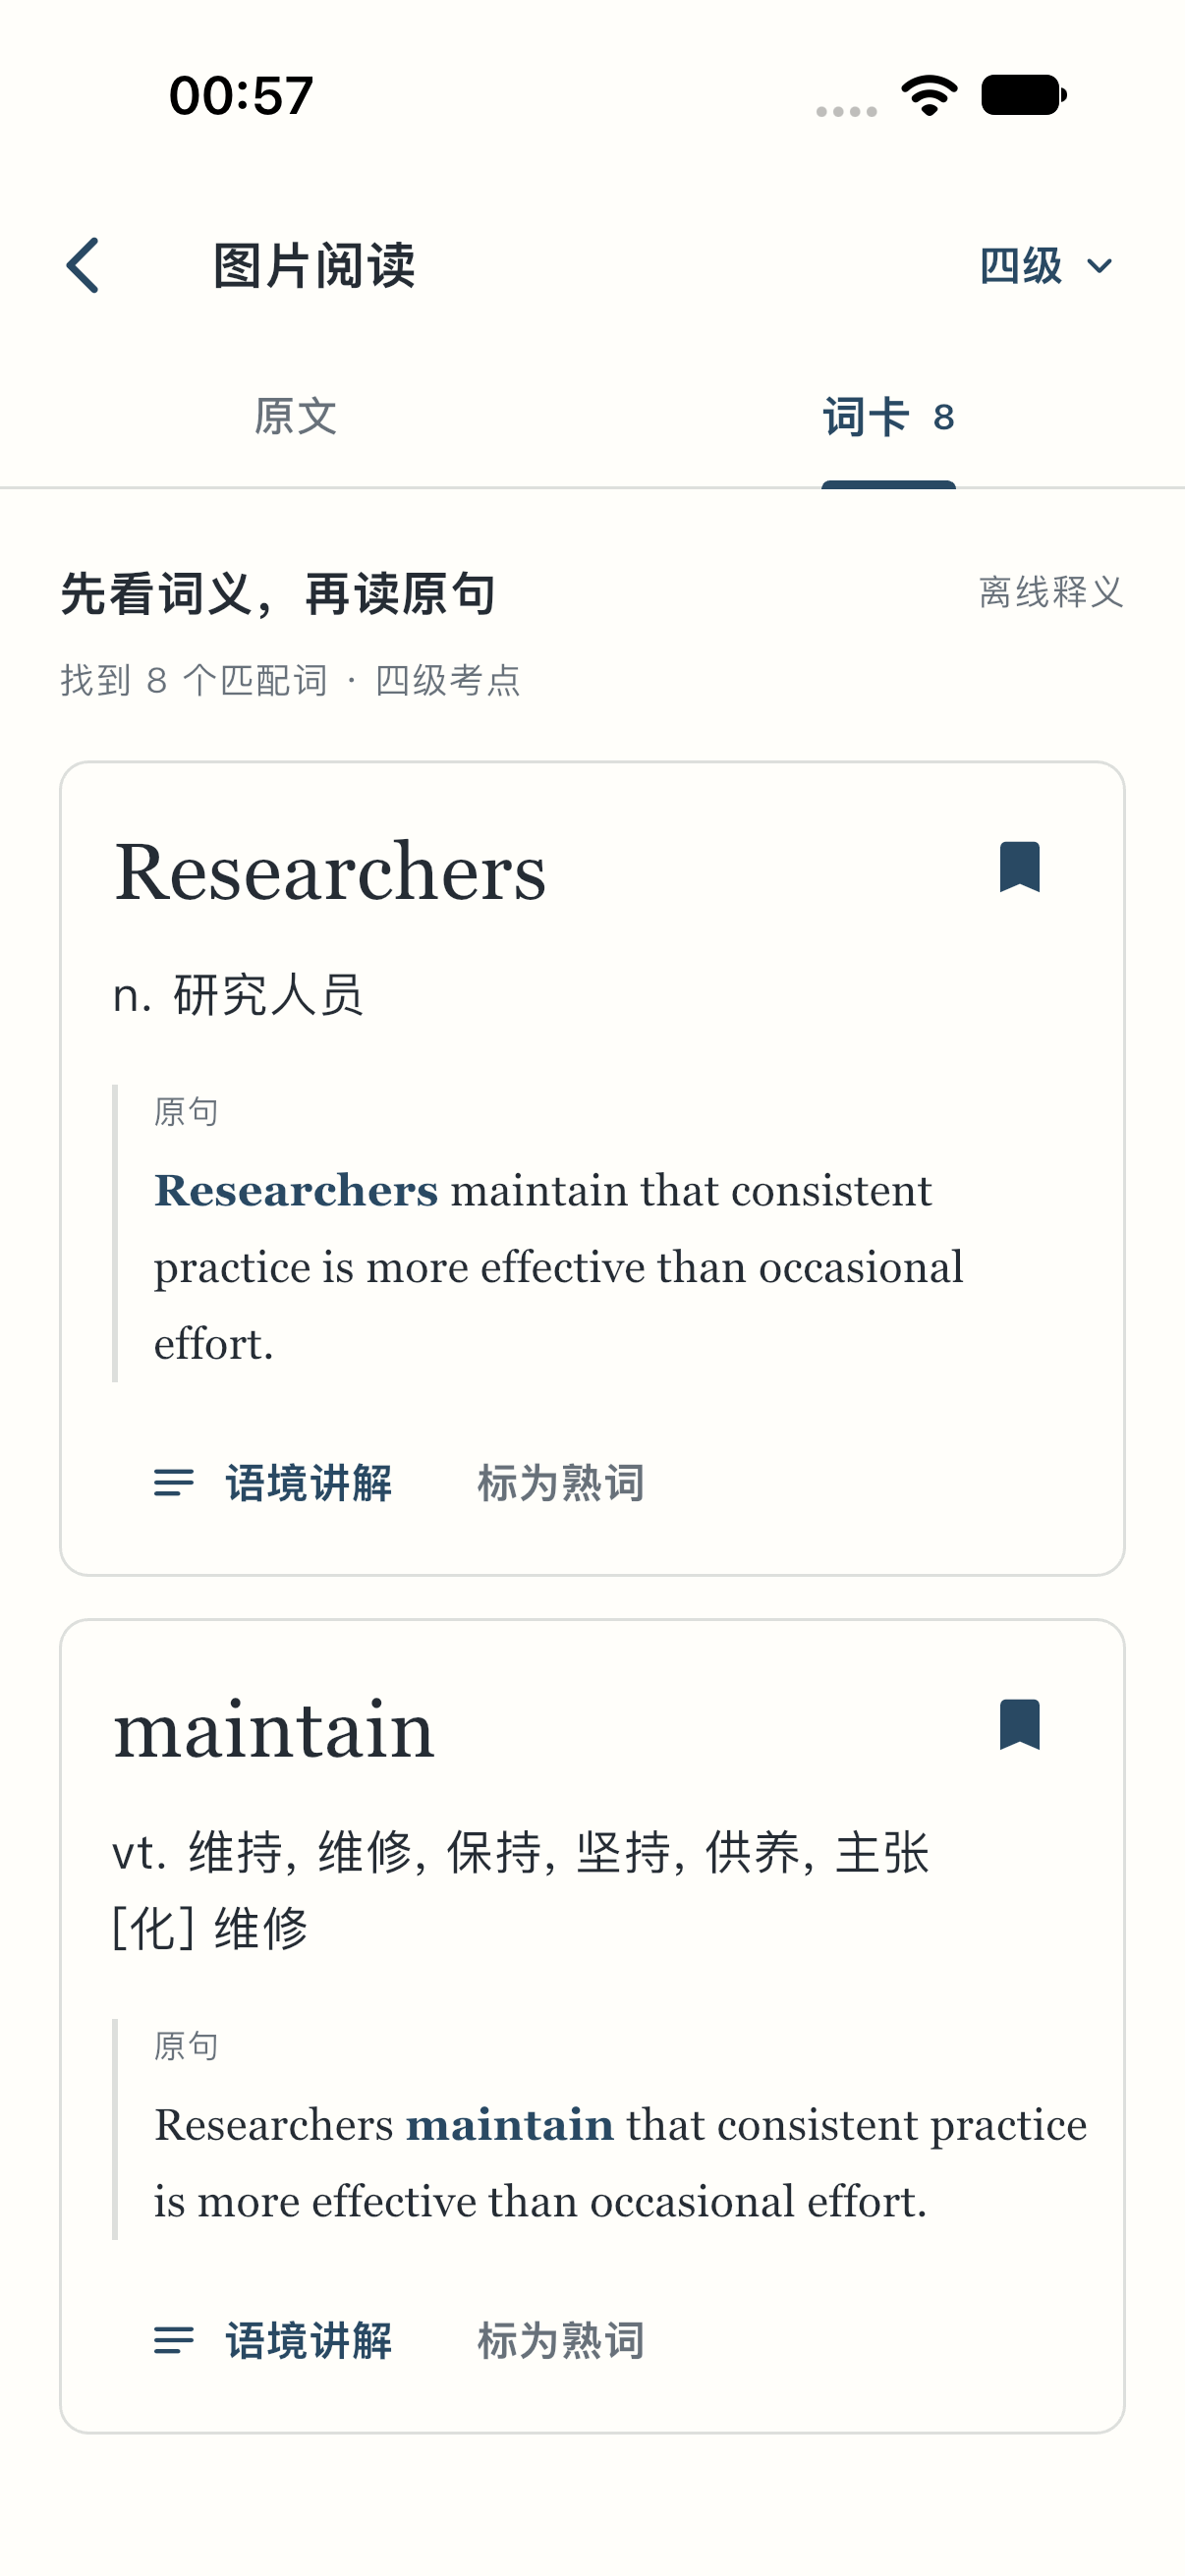 00:57
图片阅读
四级
原文
词卡 8
先看词义，再读原句
离线释义
找到 8 个匹配词 · 四级考点
Researchers
n. 研究人员
原句
Researchers maintain that consistent
practice is more effective than occasional
effort.
语境讲解
标为熟词
maintain
vt. 维持, 维修, 保持, 坚持, 供养, 主张
[化] 维修
原句
Researchers maintain that consistent practice
is more effective than occasional effort.
语境讲解
标为熟词